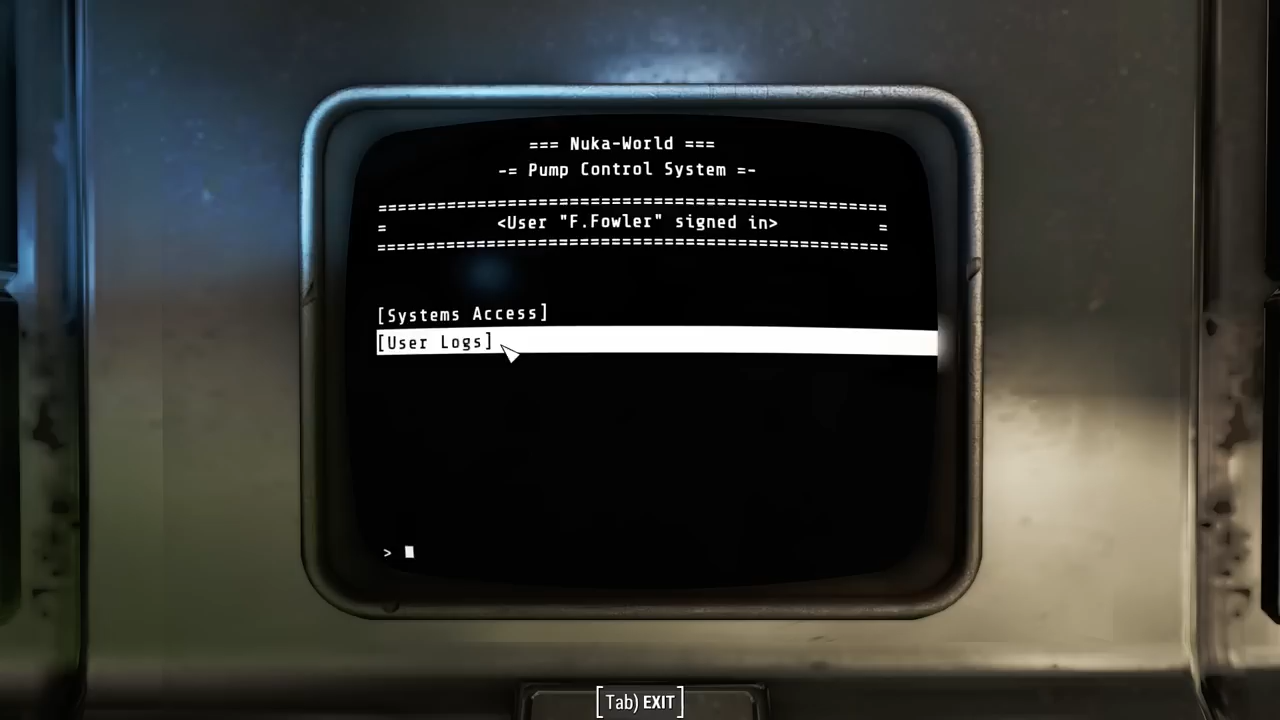 === Nuka-World ===
-= Pump Control System =-
=====================================================
= <User "F.Fowler" signed in> =
=====================================================
[Systems Access]
[User Logs]
>
[Tab) EXIT]